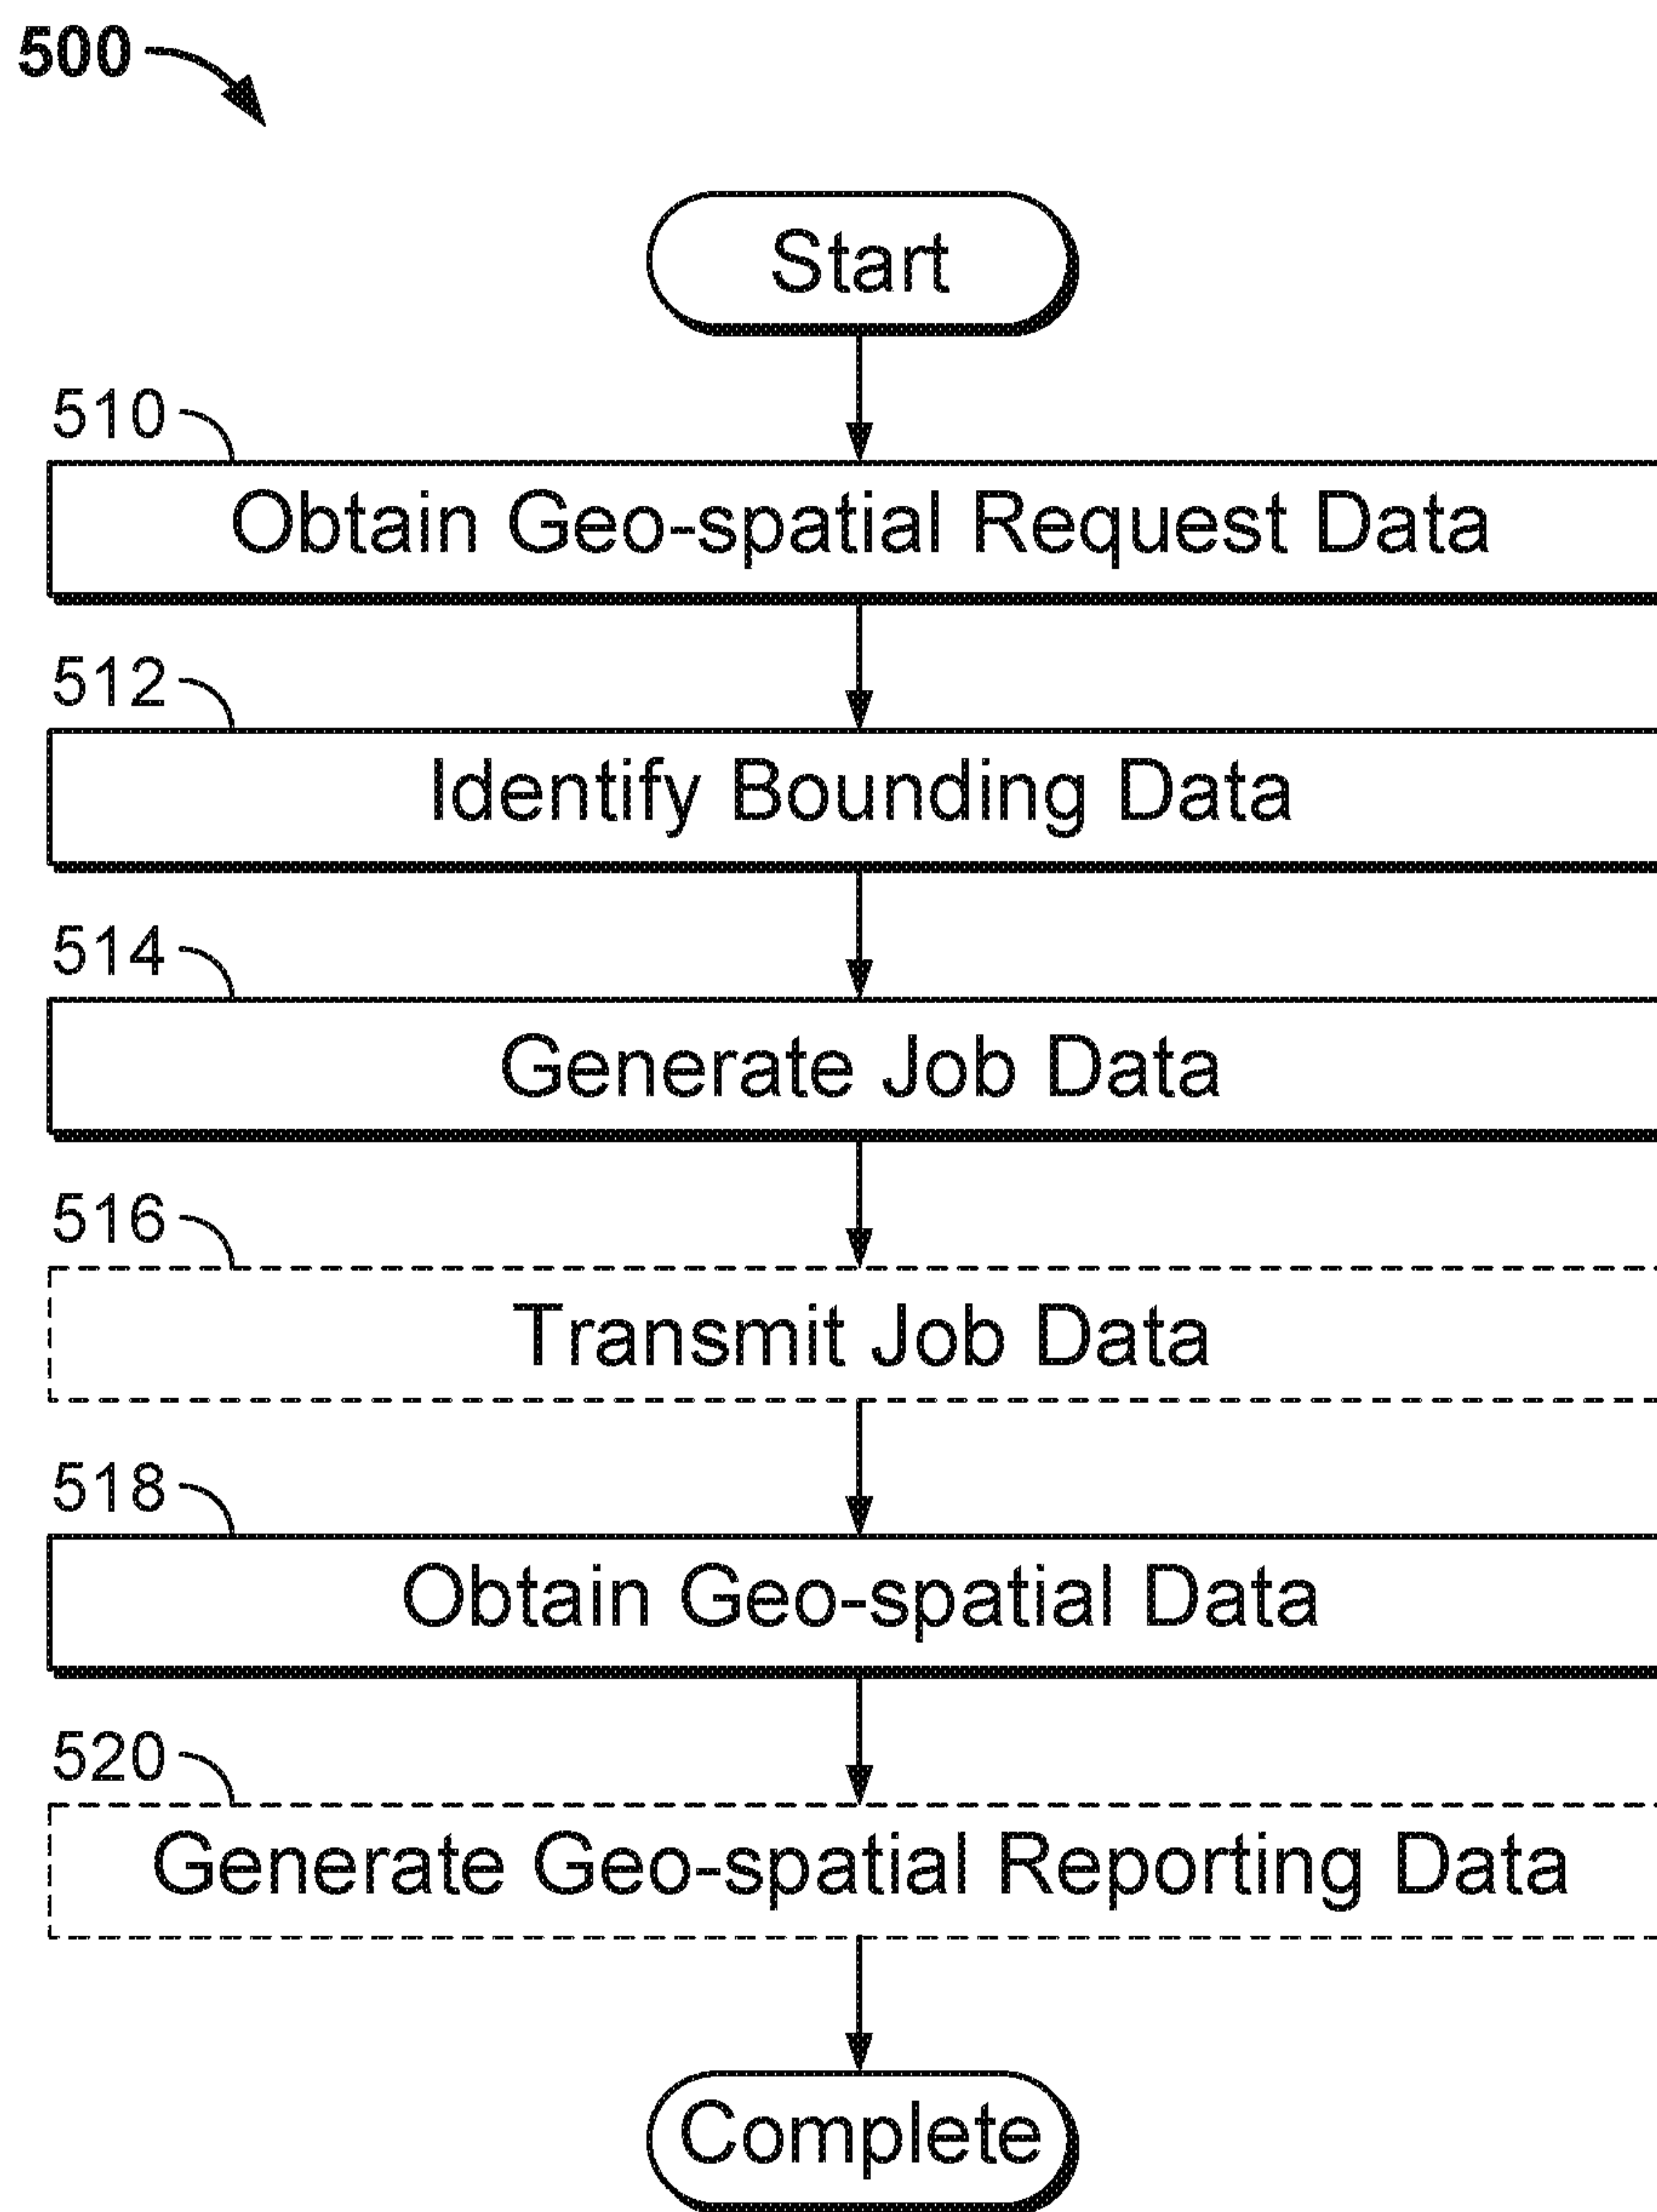 500
Start
510
Obtain Geo-spatial Request Data
512
Identify Bounding Data
514
Generate Job Data
516
Transmit Job Data
518
Obtain Geo-spatial Data
520
Generate Geo-spatial Reporting Data
Complete